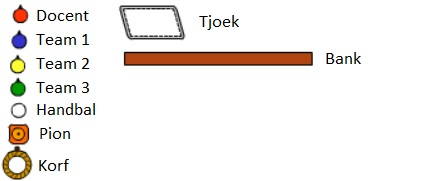 Docent
Team 1
Team 2
Team 3
Handbal
Pion
Korf
Tjoek
Bank